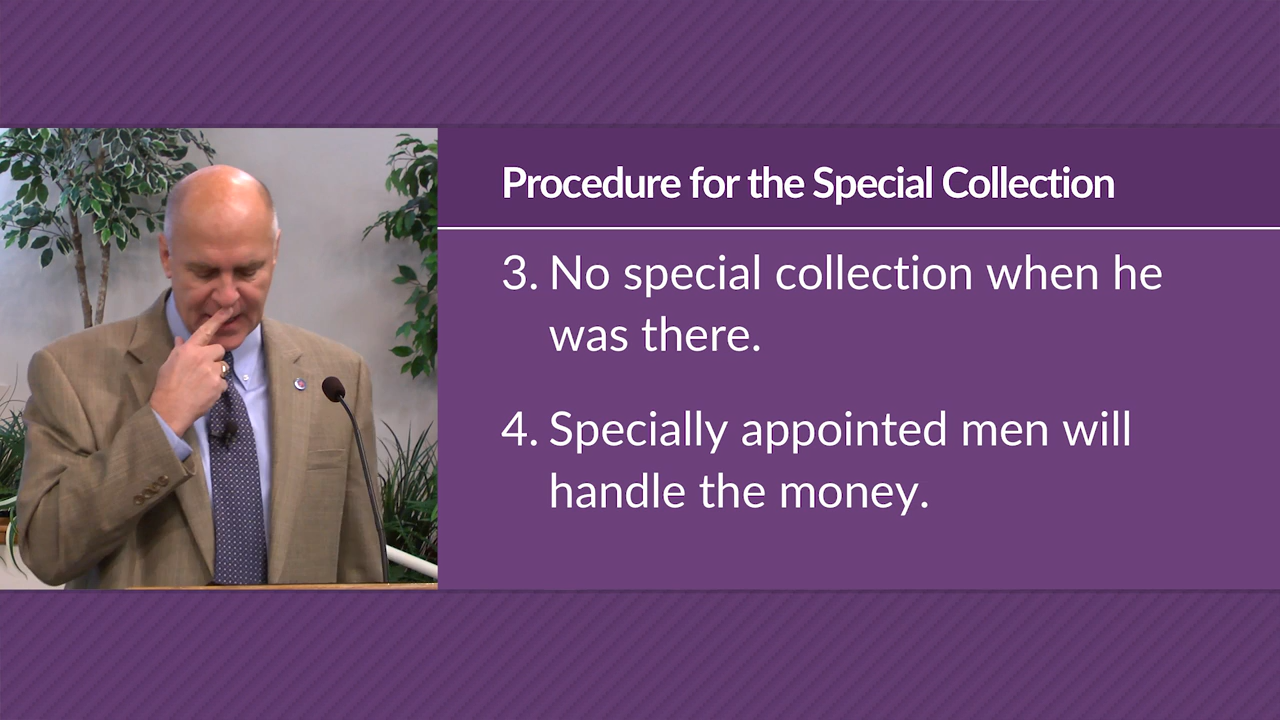 Procedure for the Special Collection
3. No special collection when he
was there.
4. Specially appointed men will
handle the money.